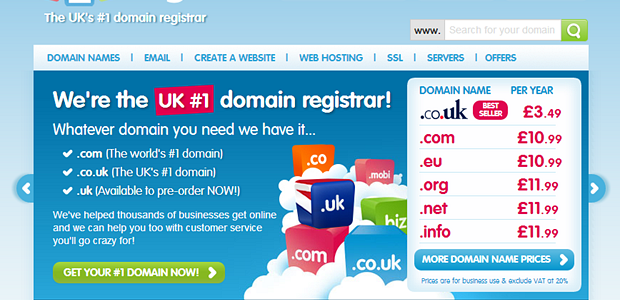 The UK's #1 domain registrar
www. Search for your domain
DOMAIN NAMES | EMAIL | CREATE A WEBSITE | WEB HOSTING | SSL | SERVERS | OFFERS
We're the UK #1 domain registrar!
Whatever domain you need we have it...
.com (The world's #1 domain)
.co.uk (The UK's #1 domain)
.uk (Available to pre-order NOW!)
We've helped thousands of businesses get online
and we can help you too with customer service
you'll go crazy for!
GET YOUR #1 DOMAIN NOW!
.co
.mobi
.uk
biz
.com
.co.uk
DOMAIN NAME PER YEAR
.co.uk BEST SELLER £3.49
.com £10.99
.eu £10.99
.org £11.99
.net £11.99
.info £11.99
MORE DOMAIN NAME PRICES
Prices are for business use & exclude VAT at 20%